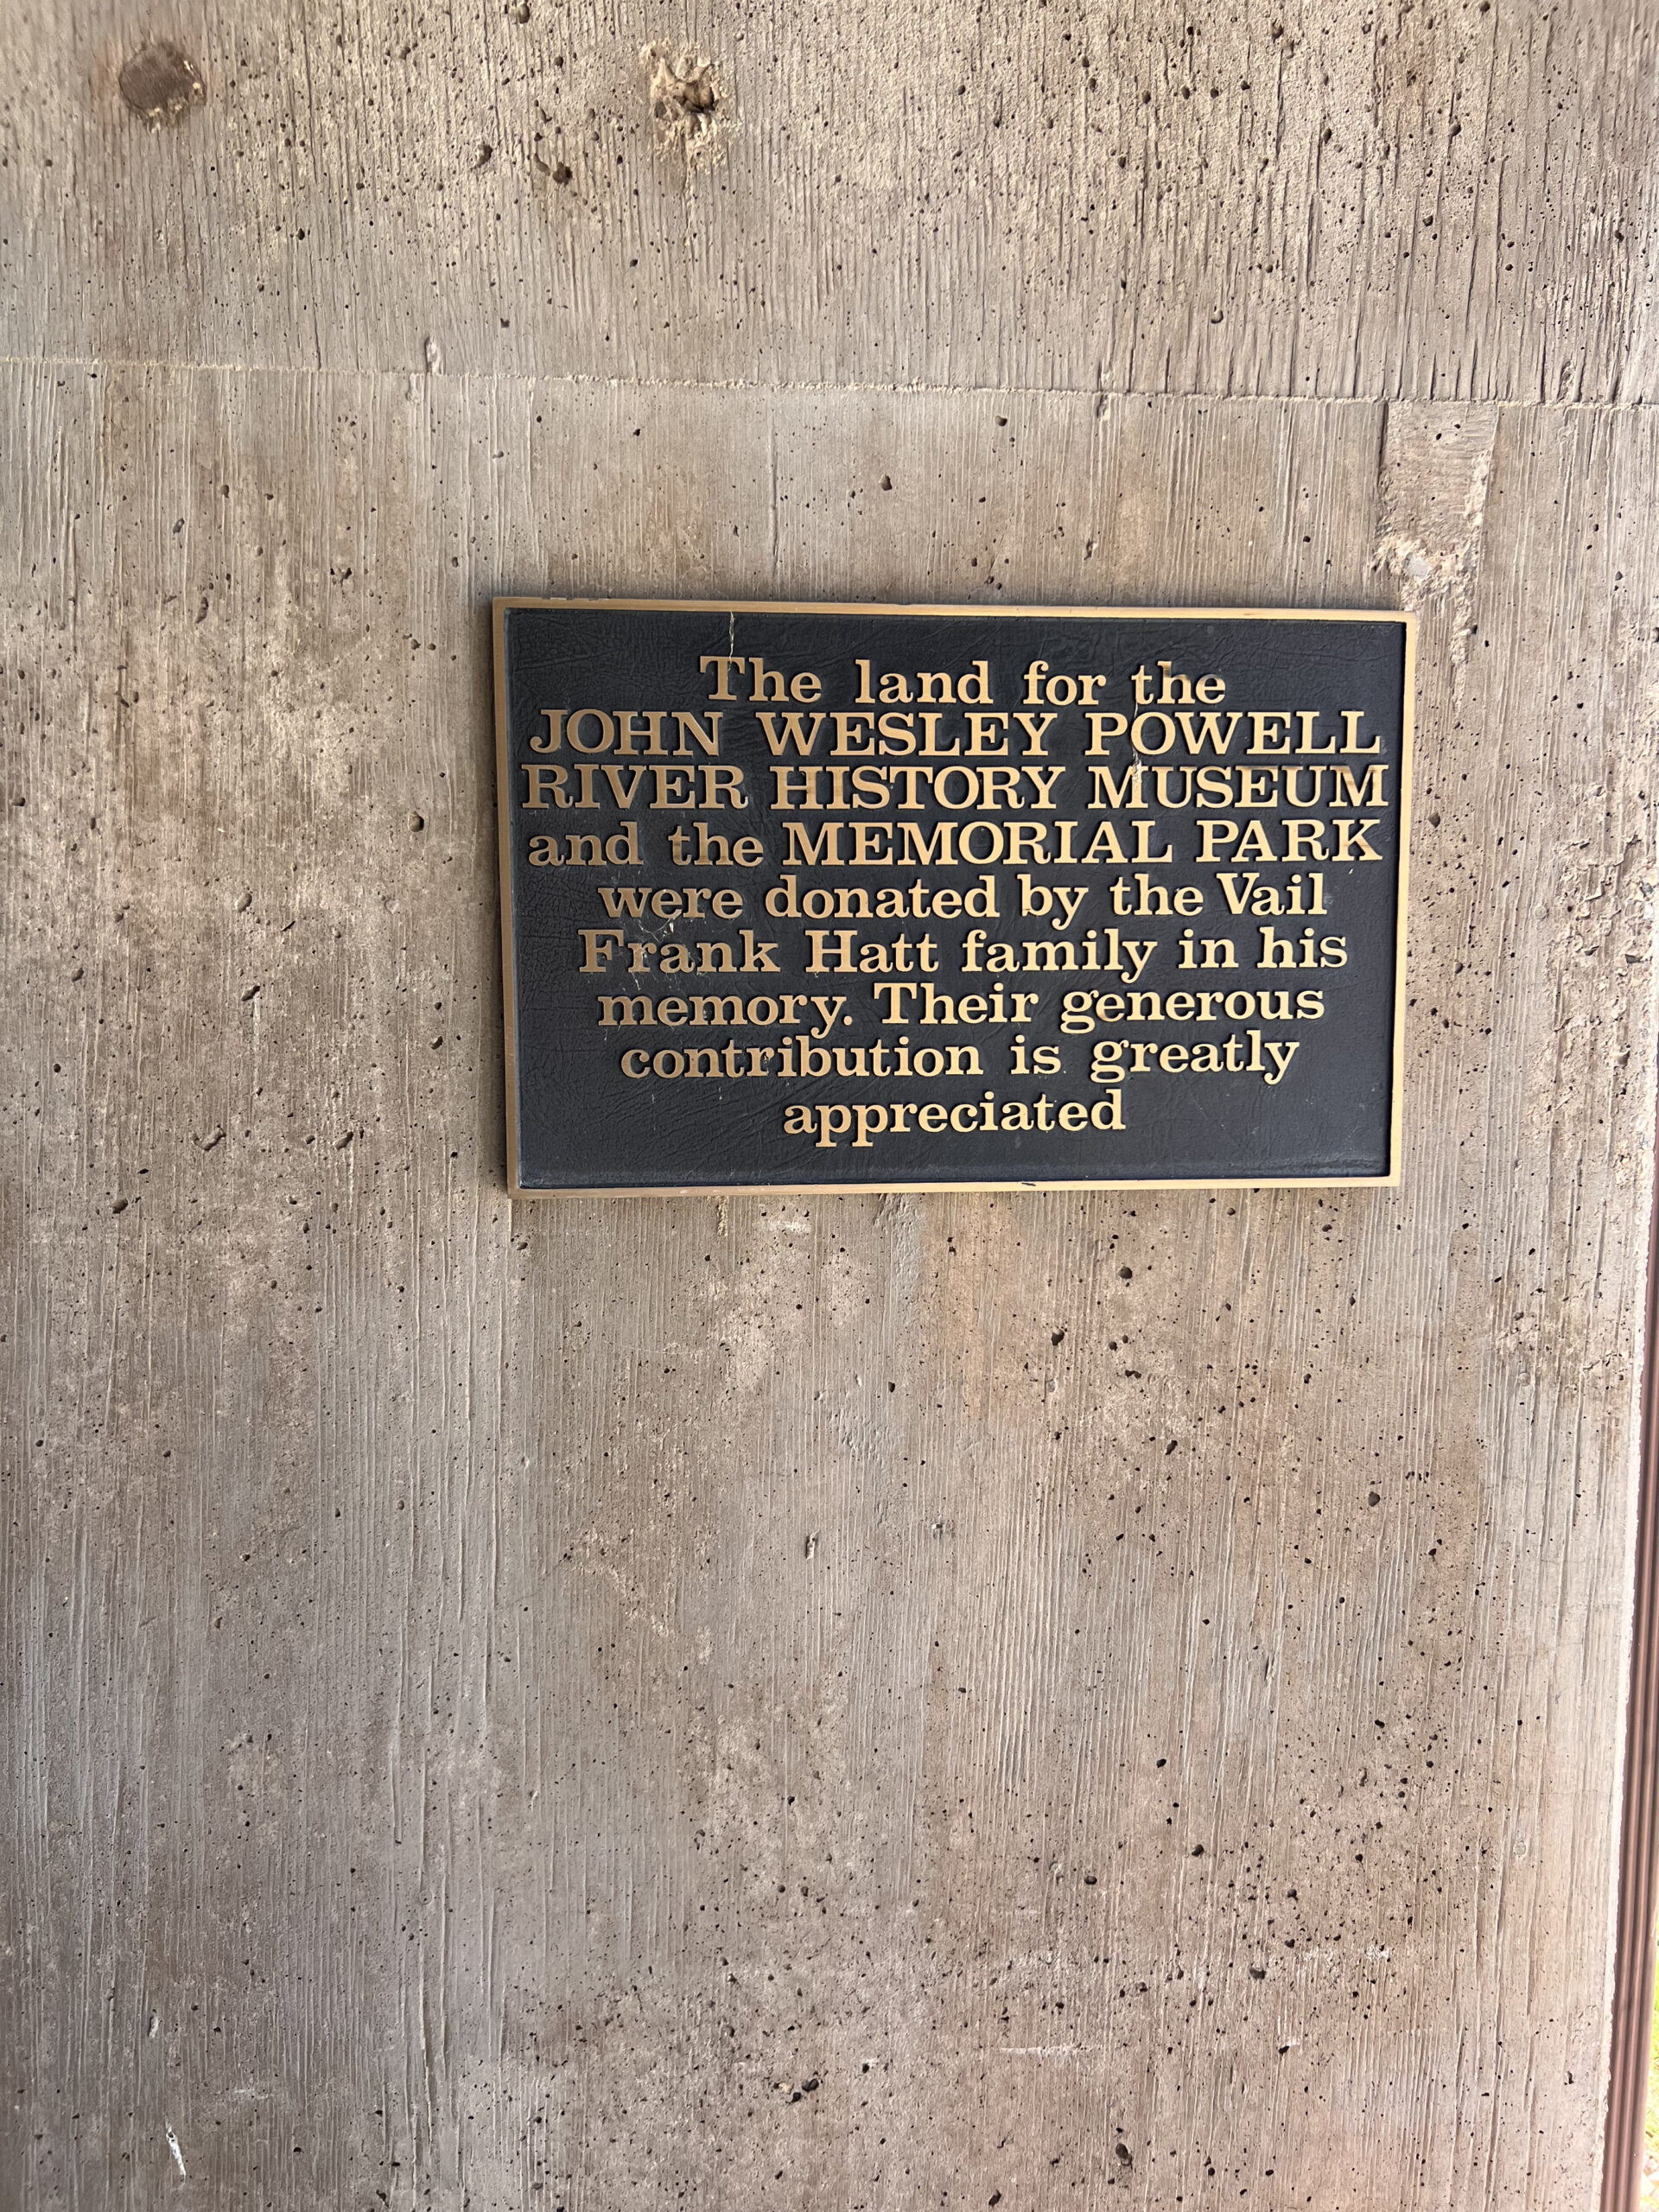 The land for the
JOHN WESLEY POWELL
RIVER HISTORY MUSEUM
and the MEMORIAL PARK
were donated by the Vail
Frank Hatt family in his
memory. Their generous
contribution is greatly
appreciated